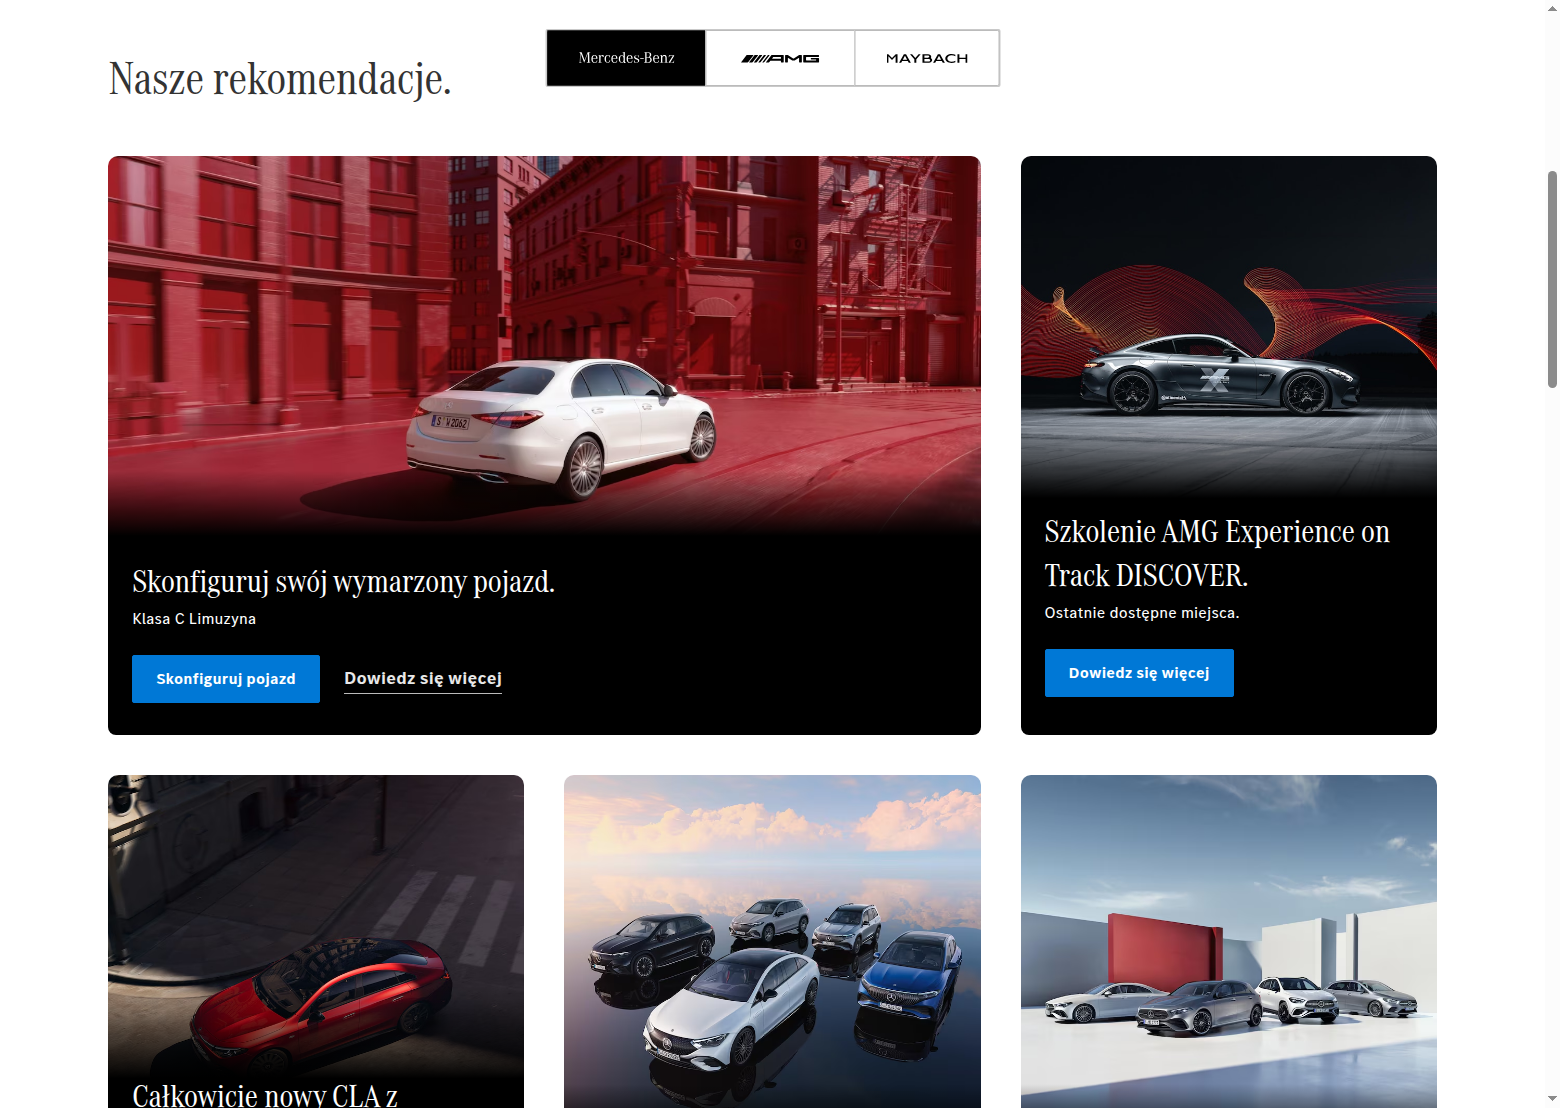 Nasze rekomendacje.
Mercedes-Benz
AMG
MAYBACH
S W 2062
Skonfiguruj swój wymarzony pojazd.
Klasa C Limuzyna
Skonfiguruj pojazd
Dowiedz się więcej
Szkolenie AMG Experience on
Track DISCOVER.
Ostatnie dostępne miejsca.
Dowiedz się więcej
Całkowicie nowy CLA z